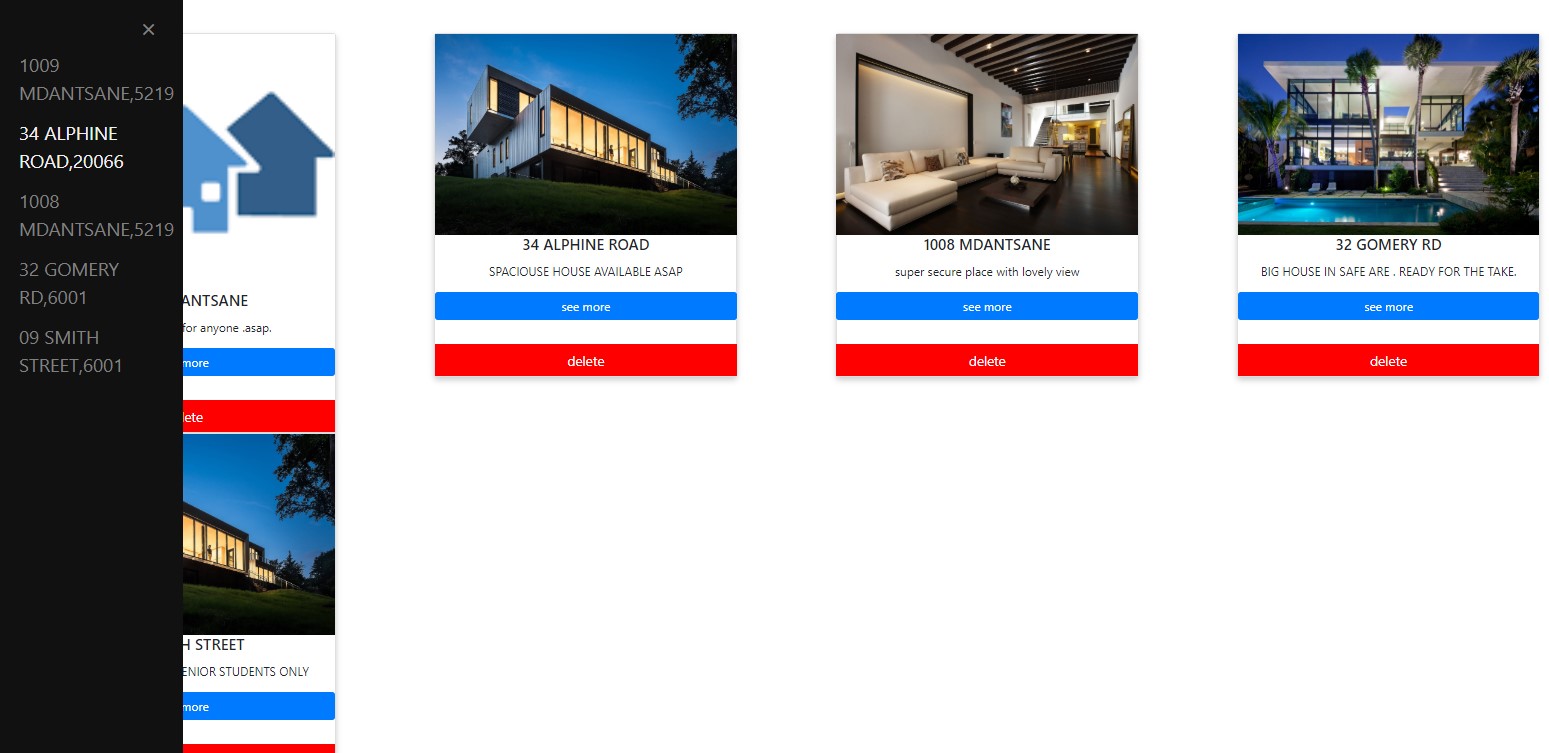 ×
1009
MDANTSANE,5219
34 ALPHINE
ROAD,20066
1008
MDANTSANE,5219
32 GOMERY
RD,6001
09 SMITH
STREET,6001
ANTSANE
for anyone .asap.
more
lete
H STREET
ENIOR STUDENTS ONLY
more
34 ALPHINE ROAD
SPACIOUSE HOUSE AVAILABLE ASAP
see more
delete
1008 MDANTSANE
super secure place with lovely view
see more
delete
32 GOMERY RD
BIG HOUSE IN SAFE ARE . READY FOR THE TAKE.
see more
delete